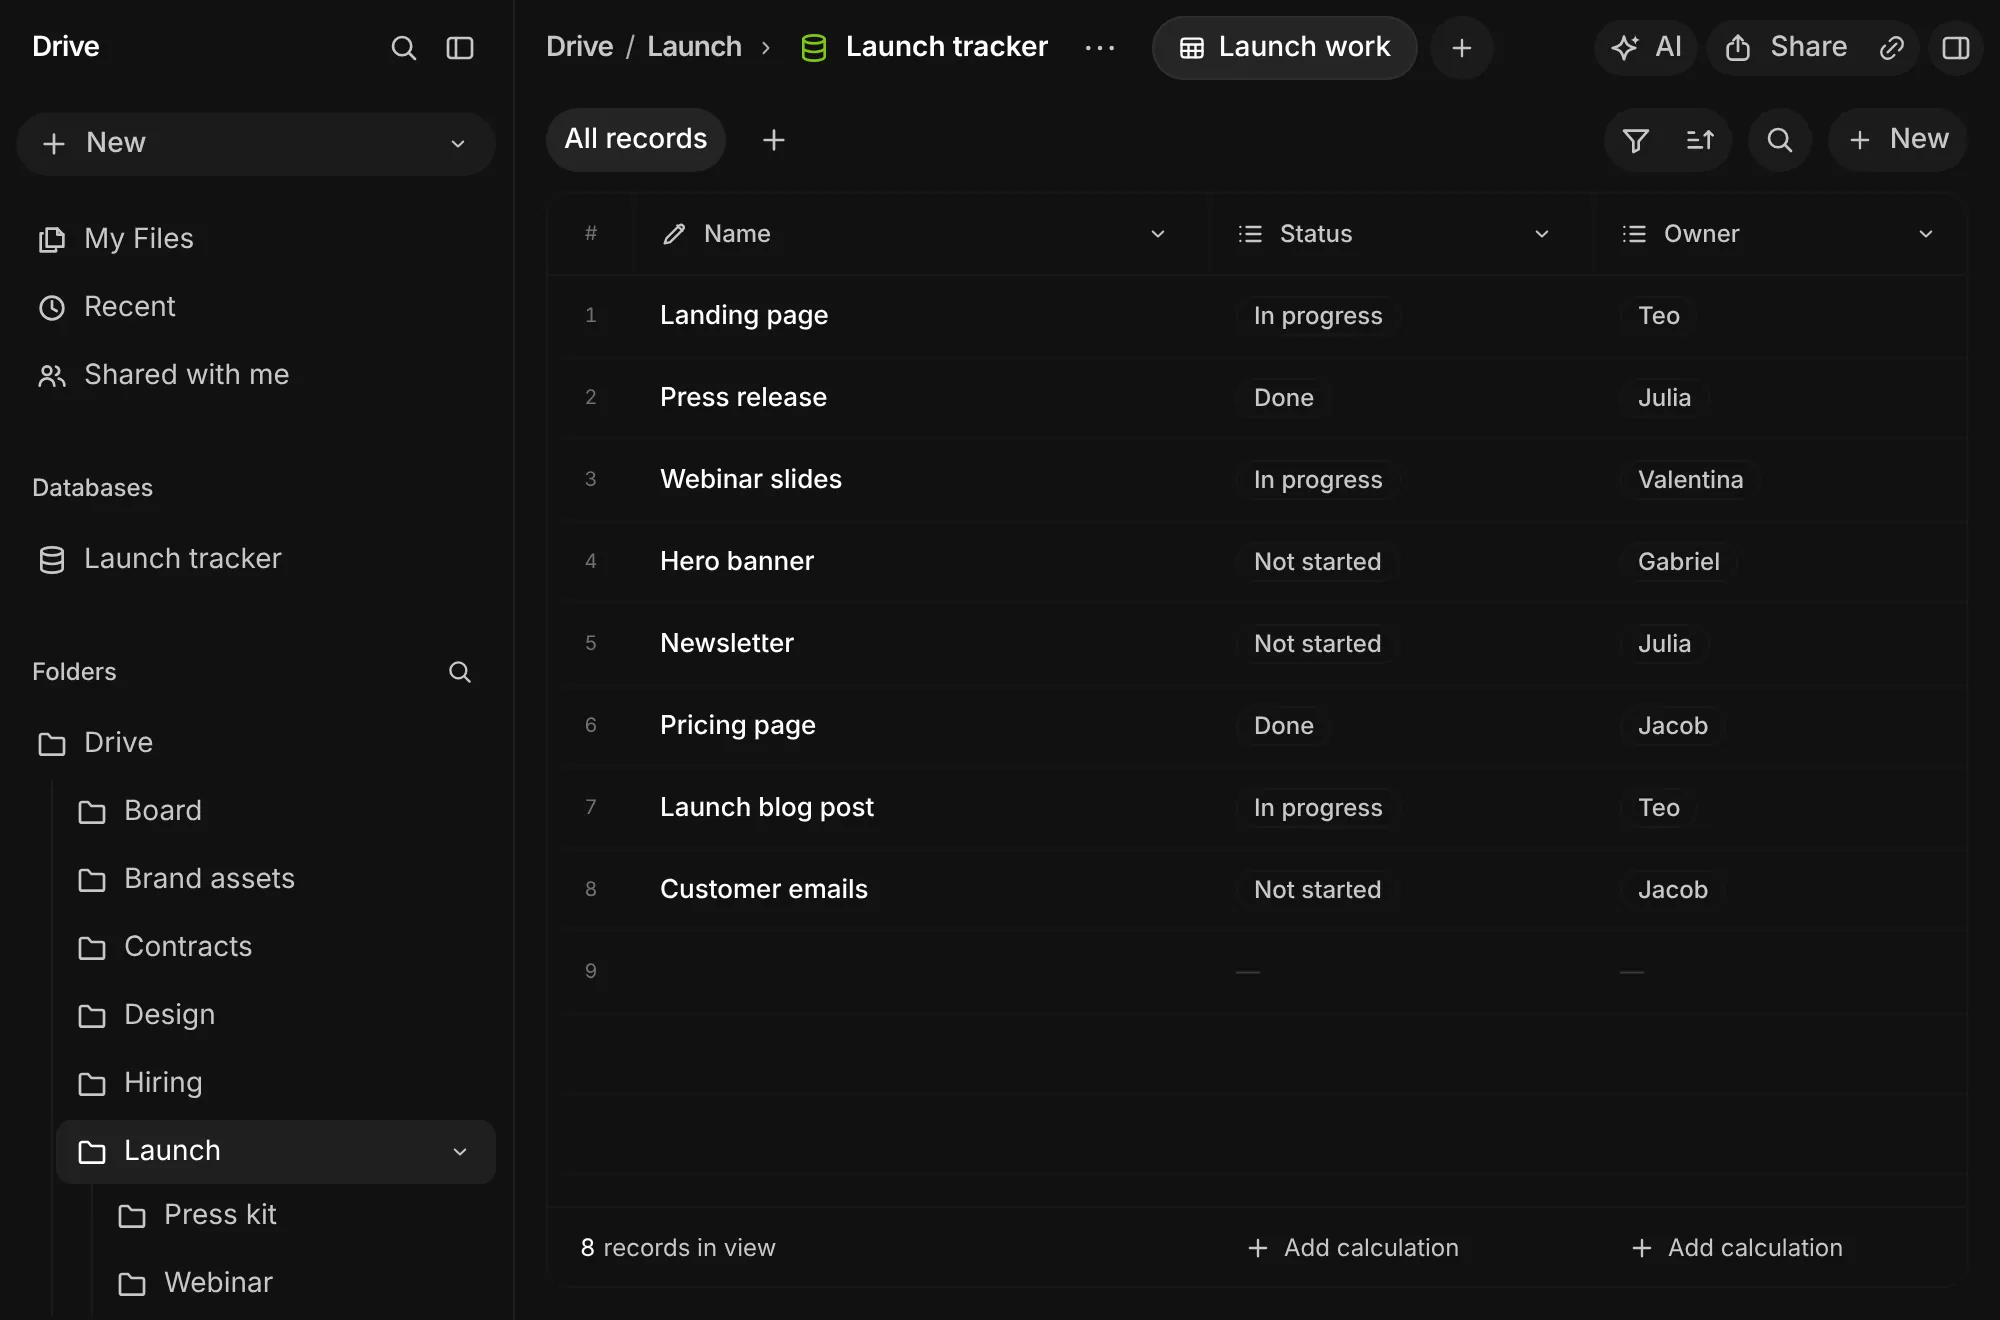 Drive
New
My Files
Recent
Shared with me
Databases
Launch tracker
Folders
Drive
Board
Brand assets
Contracts
Design
Hiring
Launch
Press kit
Webinar
Drive / Launch › Launch tracker ··· Launch work + AI Share
All records + New
# Name Status Owner
1 Landing page In progress Teo
2 Press release Done Julia
3 Webinar slides In progress Valentina
4 Hero banner Not started Gabriel
5 Newsletter Not started Julia
6 Pricing page Done Jacob
7 Launch blog post In progress Teo
8 Customer emails Not started Jacob
9 — —
8 records in view + Add calculation + Add calculation